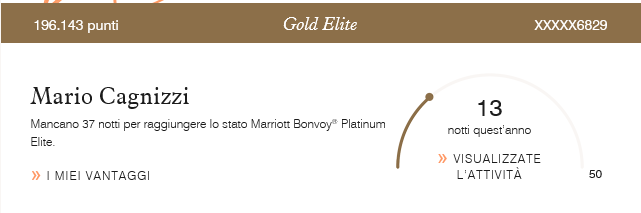 196.143 punti
Gold Elite
XXXXX6829
Mario Cagnizzi
Mancano 37 notti per raggiungere lo stato Marriott Bonvoy® Platinum
Elite.
» I MIEI VANTAGGI
13
notti quest'anno
» VISUALIZZATE
L'ATTIVITÀ
50